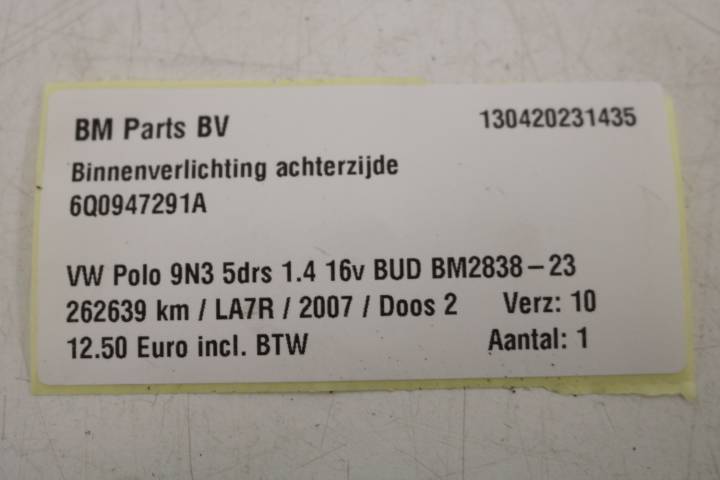 BM Parts BV 130420231435
Binnenverlichting achterzijde
6Q0947291A
VW Polo 9N3 5drs 1.4 16v BUD BM2838-23
262639 km / LA7R / 2007 / Doos 2 Verz: 10
12.50 Euro incl. BTW Aantal: 1